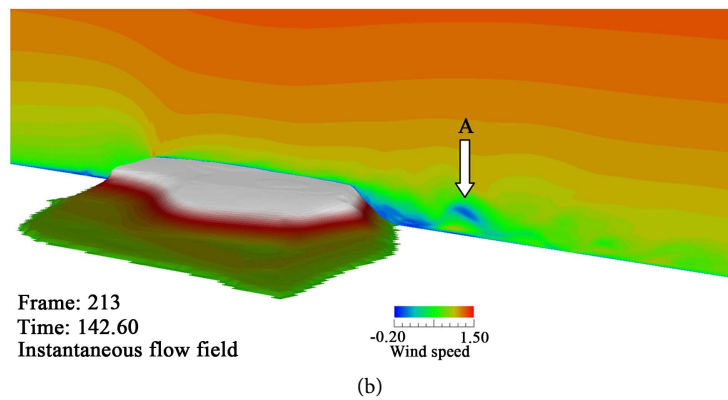 A
Frame: 213
Time: 142.60
Instantaneous flow field
-0.20 1.50
Wind speed
(b)